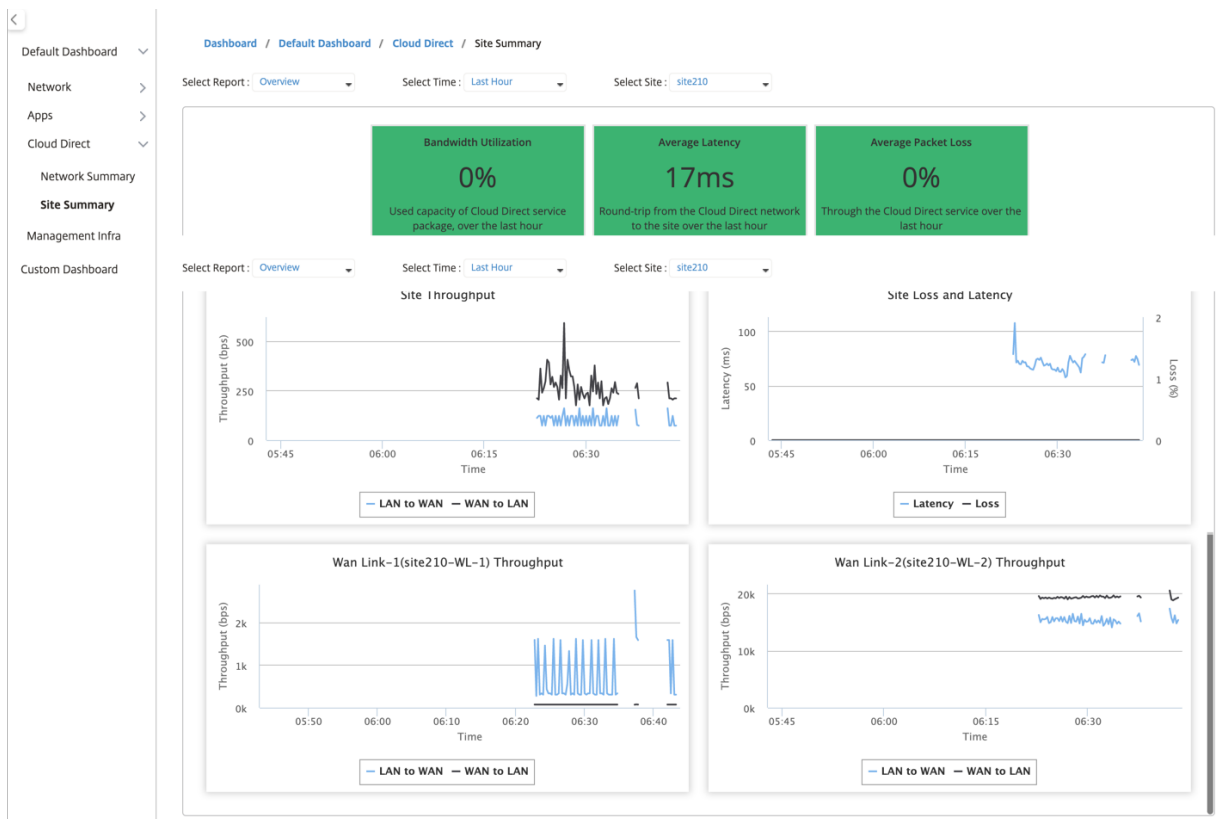 Default Dashboard
Network
Apps
Cloud Direct
Network Summary
Site Summary
Management Infra
Custom Dashboard
Dashboard / Default Dashboard / Cloud Direct / Site Summary
Select Report : Overview Select Time : Last Hour Select Site : site210
Bandwidth Utilization
0%
Used capacity of Cloud Direct service
package, over the last hour
Average Latency
17ms
Round-trip from the Cloud Direct network
to the site over the last hour
Average Packet Loss
0%
Through the Cloud Direct service over the
last hour
Select Report : Overview Select Time : Last Hour Select Site : site210
Site Throughput
Throughput (bps)
500
250
0
05:45 06:00 06:15 06:30
Time
LAN to WAN WAN to LAN
Site Loss and Latency
Latency (ms)
100
50
0
2
1
0
Loss (%)
05:45 06:00 06:15 06:30
Time
Latency Loss
Wan Link-1(site210-WL-1) Throughput
Throughput (bps)
2k
1k
0k
05:50 06:00 06:10 06:20 06:30 06:40
Time
LAN to WAN WAN to LAN
Wan Link-2(site210-WL-2) Throughput
Throughput (bps)
20k
10k
0k
05:45 06:00 06:15 06:30
Time
LAN to WAN WAN to LAN